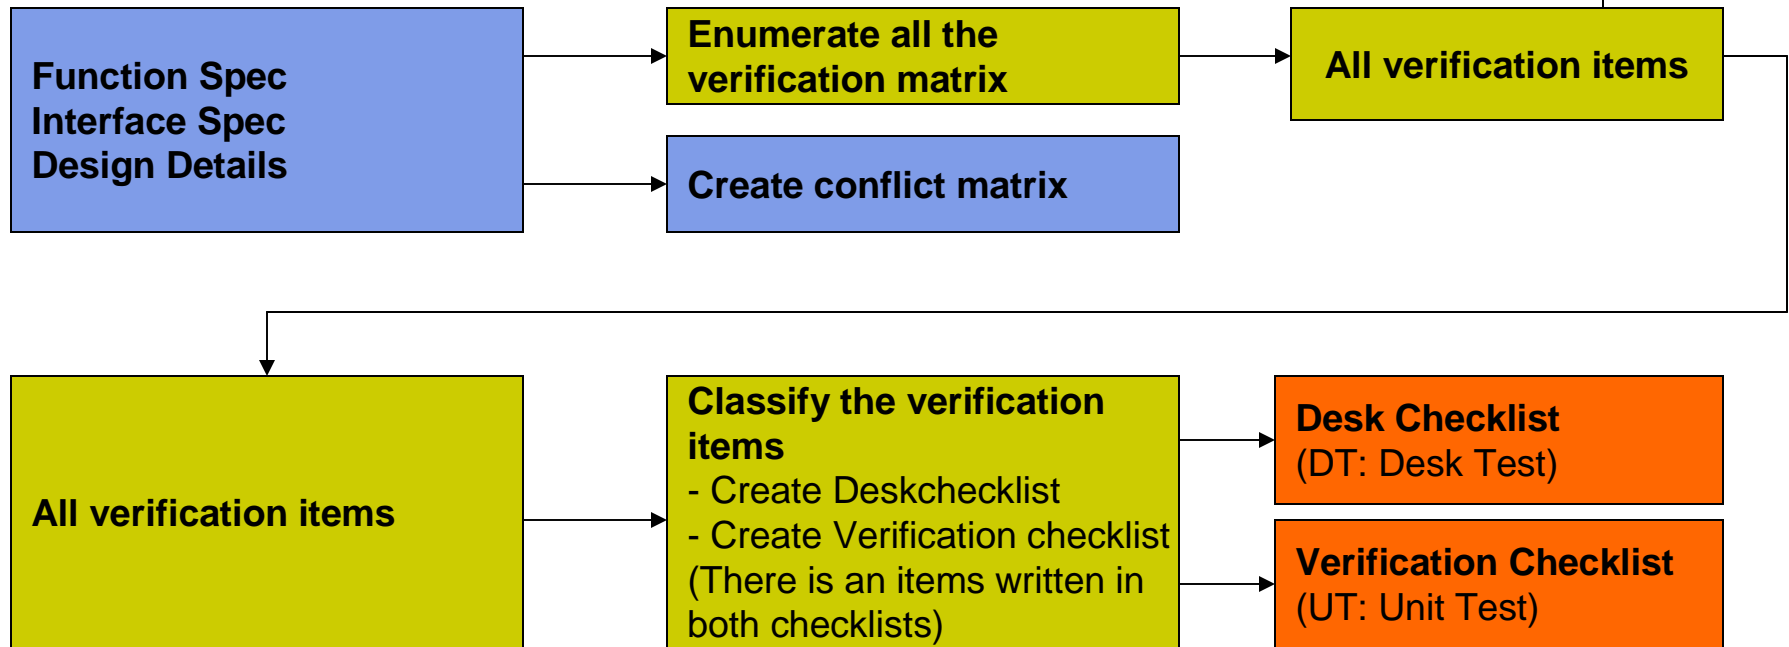 Function Spec
Interface Spec
Design Details
Enumerate all the
verification matrix
Create conflict matrix
All verification items
All verification items
Classify the verification
items
- Create Deskchecklist
- Create Verification checklist
(There is an items written in
both checklists)
Desk Checklist
(DT: Desk Test)
Verification Checklist
(UT: Unit Test)